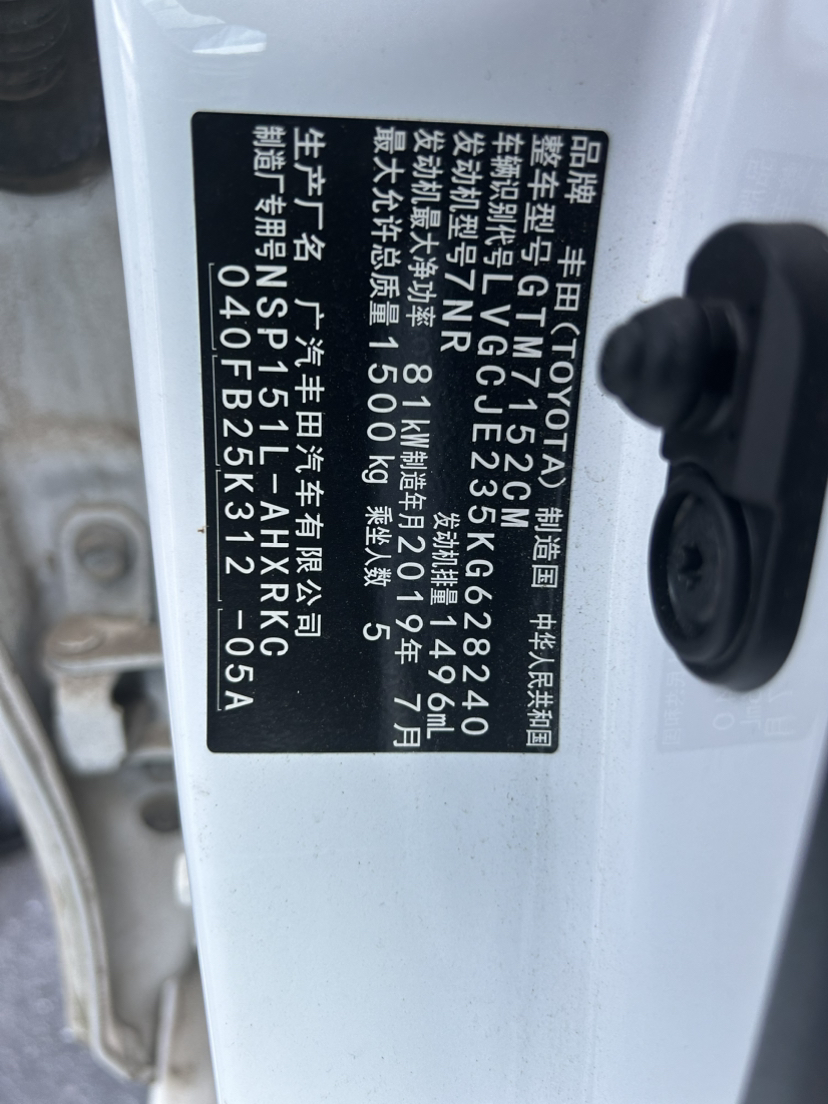 品牌 丰田(TOYOTA) 制造国 中华人民共和国
整车型号GTM7152CM
车辆识别代号LVGCJE235KG628240
发动机型号7NR 发动机排量1496mL
发动机最大净功率 81kW制造年月2019年 7月
最大允许总质量1500kg 乘坐人数 5
生产厂名 广汽丰田汽车有限公司
制造厂专用号NSP151L-AHXRKC
040FB25K312 -05A